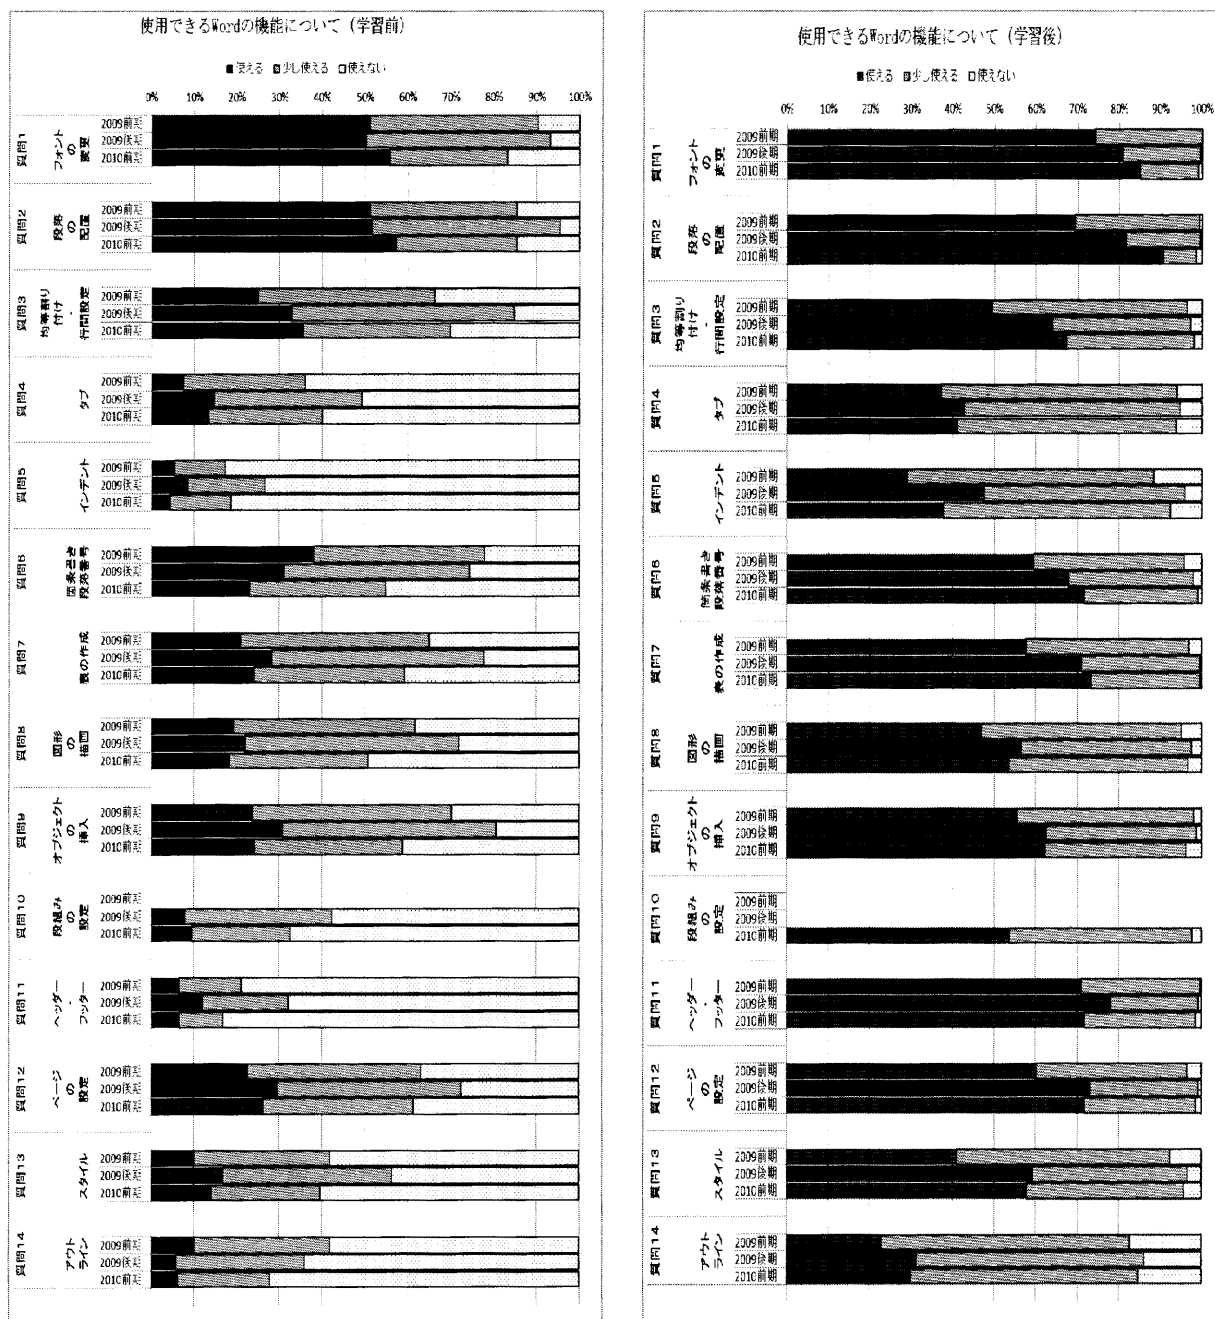 使用できるWordの機能について（学習前）
■使える ■少し使える □使えない
0% 10% 20% 30% 40% 50% 60% 70% 80% 90% 100%
質問1 フォントの変更
2009前期
2009後期
2010前期
質問2 段落の配置
2009前期
2009後期
2010前期
質問3 均等割り付け・行間設定
2009前期
2009後期
2010前期
質問4 タブ
2009前期
2009後期
2010前期
質問5 インデント
2009前期
2009後期
2010前期
質問6 箇条書き段落番号
2009前期
2009後期
2010前期
質問7 表の作成
2009前期
2009後期
2010前期
質問8 図形の描画
2009前期
2009後期
2010前期
質問9 オブジェクトの挿入
2009前期
2009後期
2010前期
質問10 段組みの設定
2009前期
2009後期
2010前期
質問11 ヘッダー・フッター
2009前期
2009後期
2010前期
質問12 ページの設定
2009前期
2009後期
2010前期
質問13 スタイル
2009前期
2009後期
2010前期
質問14 アウトライン
2009前期
2009後期
2010前期
使用できるWordの機能について（学習後）
■使える ■少し使える □使えない
0% 10% 20% 30% 40% 50% 60% 70% 80% 90% 100%
質問1 フォントの変更
2009前期
2009後期
2010前期
質問2 段落の配置
2009前期
2009後期
2010前期
質問3 均等割り付け・行間設定
2009前期
2009後期
2010前期
質問4 タブ
2009前期
2009後期
2010前期
質問5 インデント
2009前期
2009後期
2010前期
質問6 箇条書き段落番号
2009前期
2009後期
2010前期
質問7 表の作成
2009前期
2009後期
2010前期
質問8 図形の描画
2009前期
2009後期
2010前期
質問9 オブジェクトの挿入
2009前期
2009後期
2010前期
質問10 段組みの設定
2009前期
2009後期
2010前期
質問11 ヘッダー・フッター
2009前期
2009後期
2010前期
質問12 ページの設定
2009前期
2009後期
2010前期
質問13 スタイル
2009前期
2009後期
2010前期
質問14 アウトライン
2009前期
2009後期
2010前期